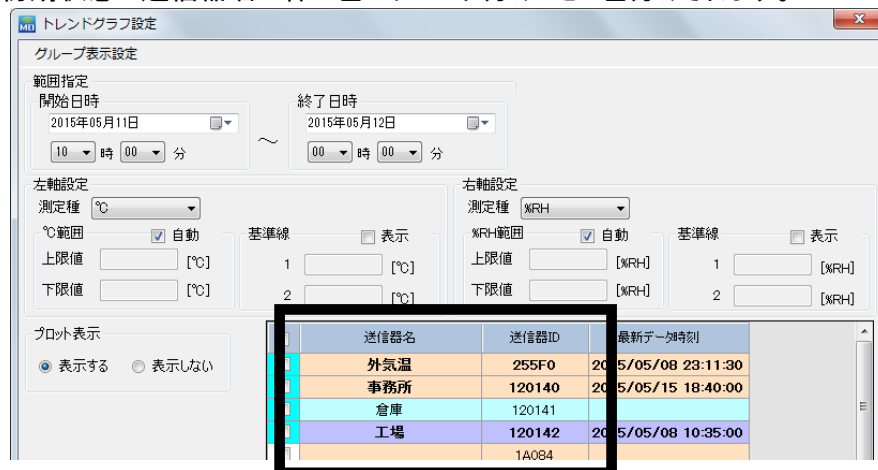 トレンドグラフ設定
グループ表示設定
範囲指定
開始日時 終了日時
2015年05月11日 ～ 2015年05月12日
10 時 00 分 00 時 00 分
左軸設定 右軸設定
測定種 ℃ 測定種 %RH
℃範囲 自動 基準線 表示 %RH範囲 自動 基準線 表示
上限値 [℃] 1 [℃] 上限値 [%RH] 1 [%RH]
下限値 [℃] 2 [℃] 下限値 [%RH] 2 [%RH]
プロット表示
表示する 表示しない
送信器名 送信器ID 最新データ時刻
外気温 255F0 5/05/08 23:11:30
事務所 120140 5/05/15 18:40:00
倉庫 120141
工場 120142 5/05/08 10:35:00
1A084